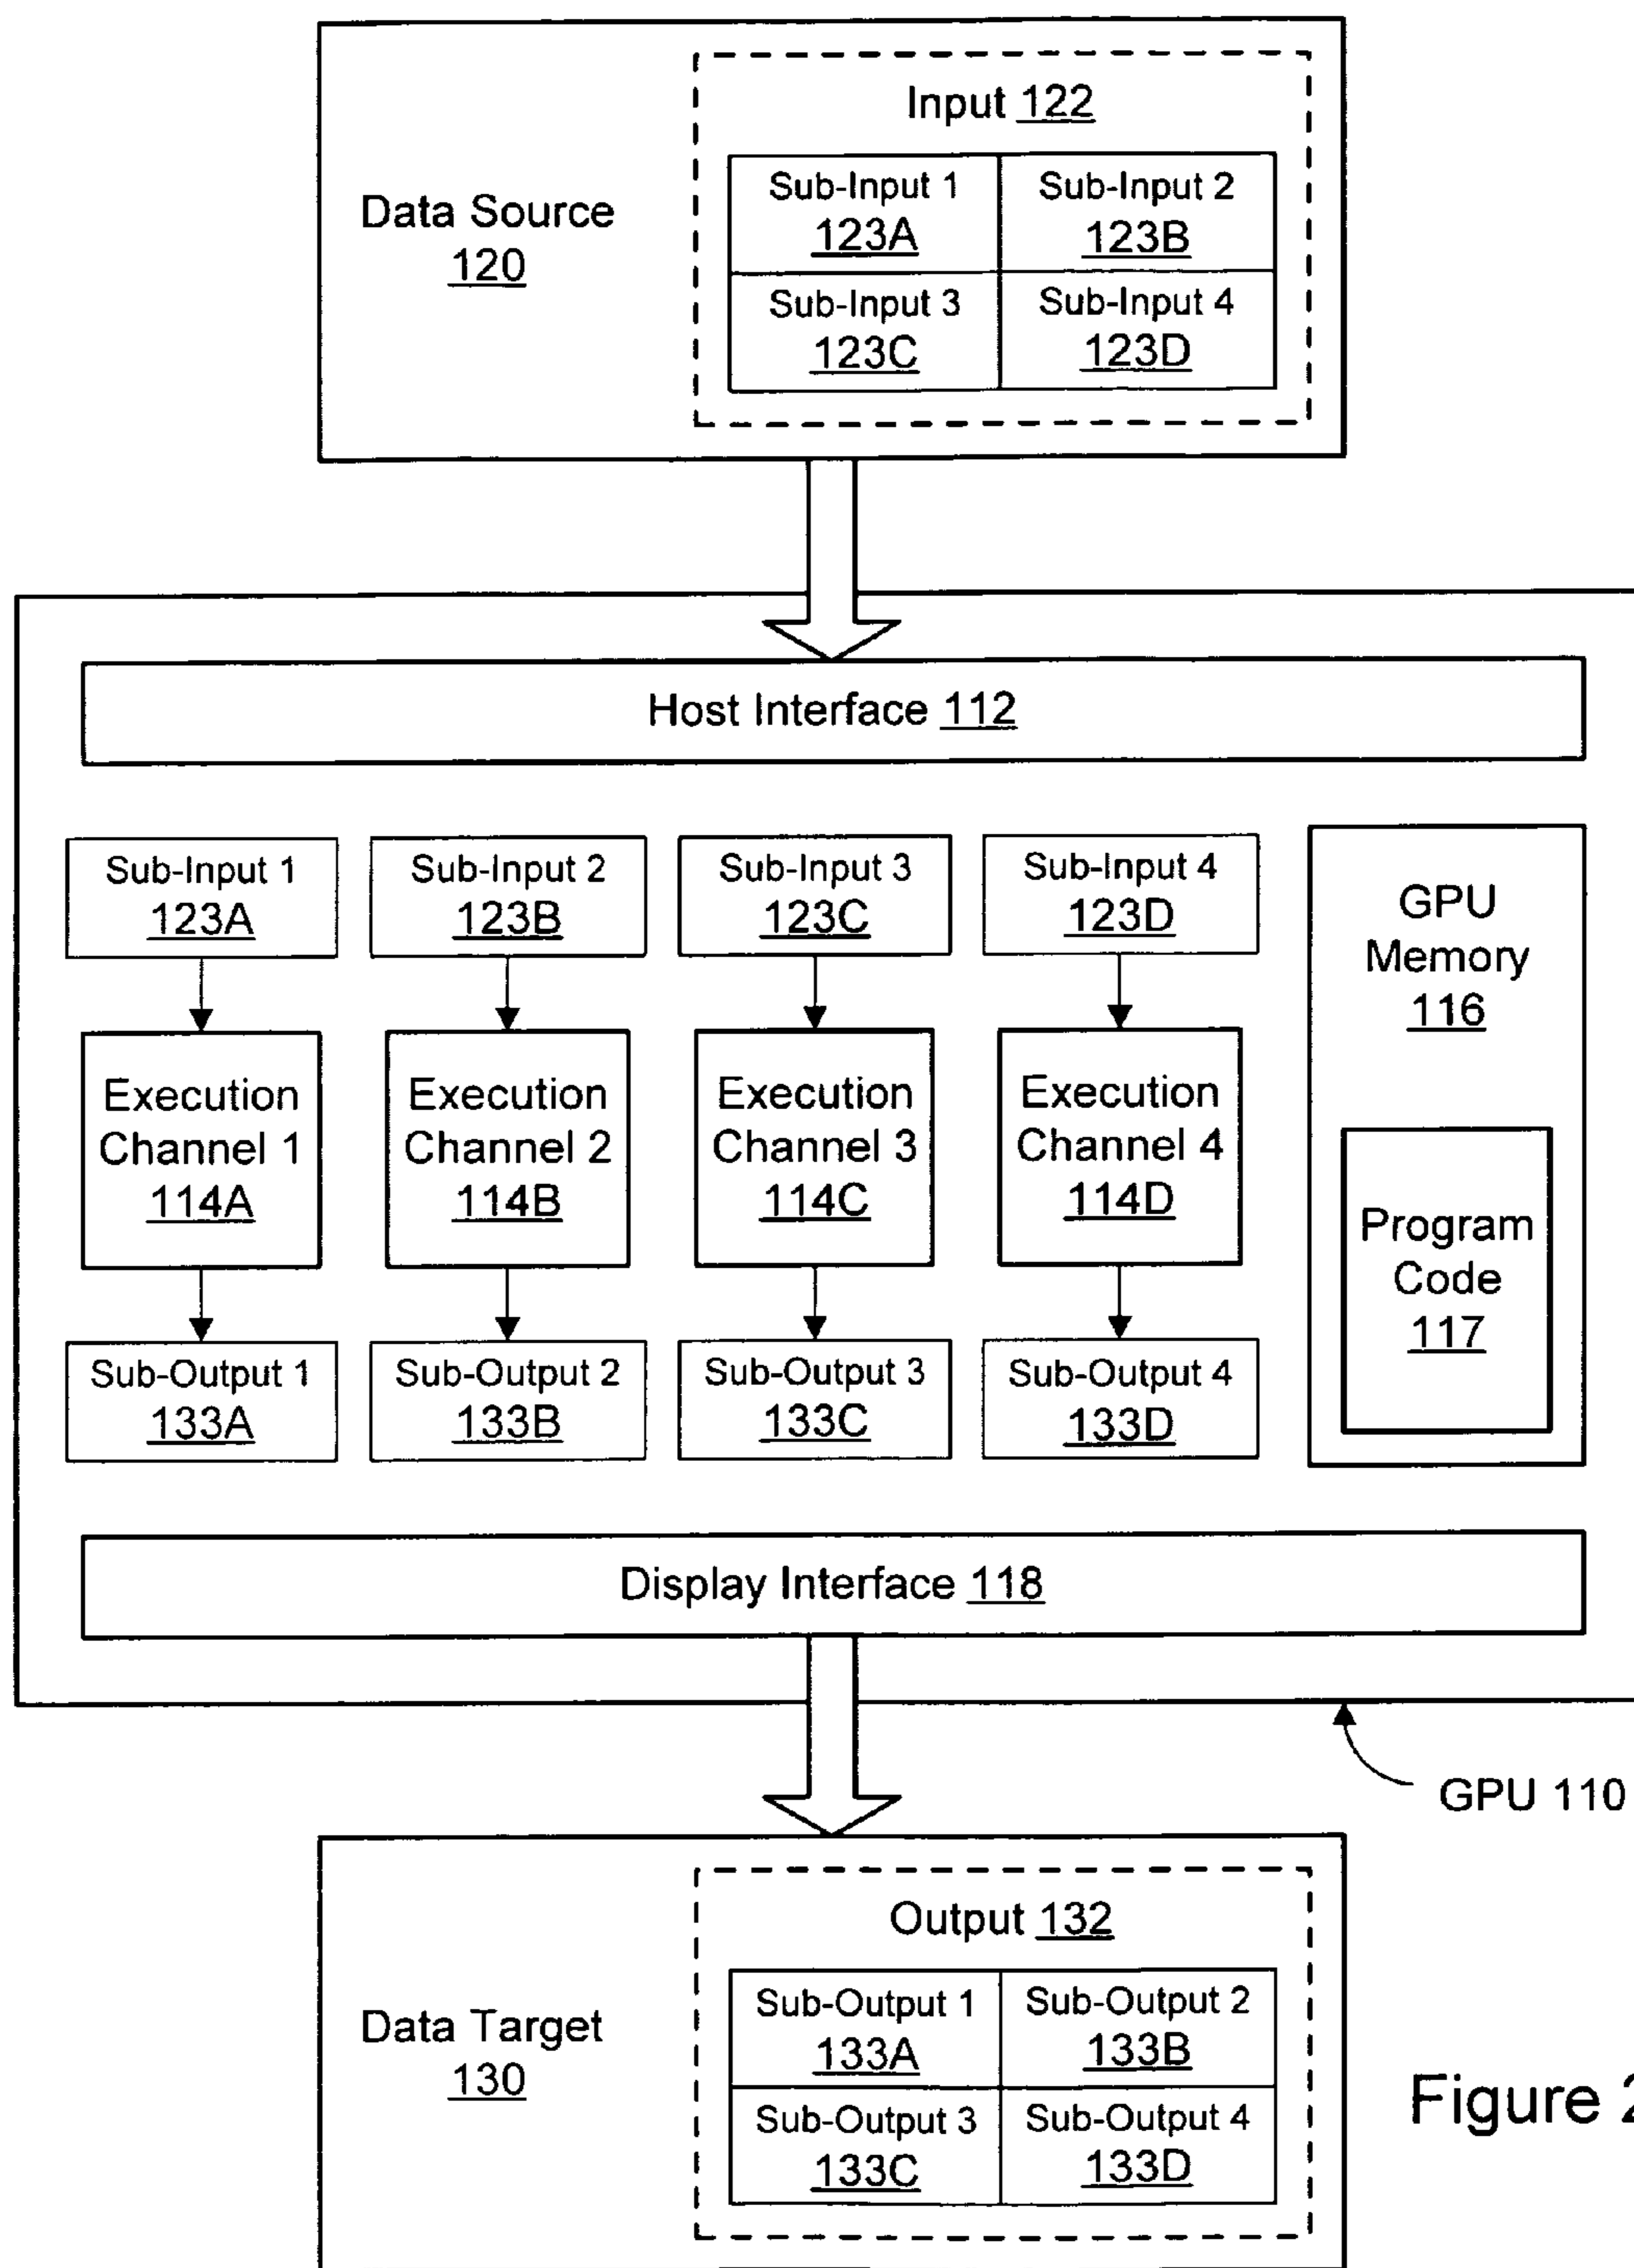 Input 122
Sub-Input 1
123A
Sub-Input 2
123B
Data Source
120
Sub-Input 3
123C
Sub-Input 4
123D
Host Interface 112
Sub-Input 1
123A
Sub-Input 2
123B
Sub-Input 3
123C
Sub-Input 4
123D
GPU
Memory
116
Execution
Channel 1
114A
Execution
Channel 2
114B
Execution
Channel 3
114C
Execution
Channel 4
114D
Program
Code
117
Sub-Output 1
133A
Sub-Output 2
133B
Sub-Output 3
133C
Sub-Output 4
133D
Display Interface 118
GPU 110
Output 132
Sub-Output 1
133A
Sub-Output 2
133B
Data Target
130
Sub-Output 3
133C
Sub-Output 4
133D
Figure 2